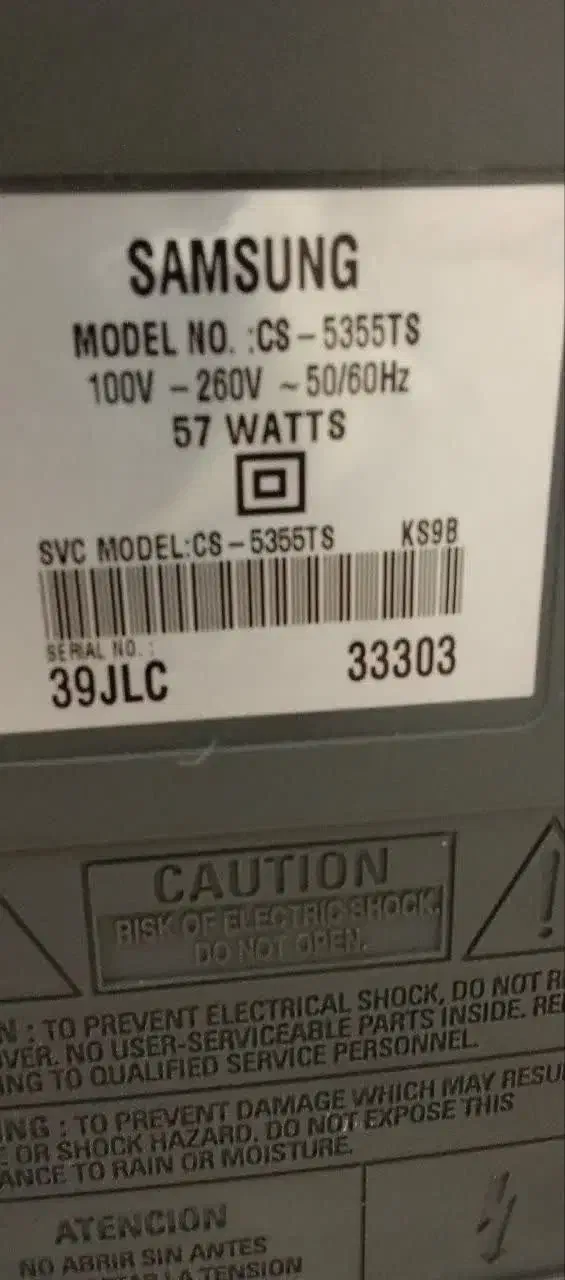 SAMSUNG
MODEL NO. :CS-5355TS
100V - 260V ~ 50/60Hz
57 WATTS
SVC MODEL:CS-5355TS KS9B
SERIAL NO. :
39JLC 33303
CAUTION
RISK OF ELECTRIC SHOCK.
DO NOT OPEN.
: TO PREVENT ELECTRICAL SHOCK, DO NOT
NO USER-SERVICEABLE PARTS INSIDE.
TO QUALIFIED SERVICE PERSONNEL.
: TO PREVENT DAMAGE WHICH MAY
OR SHOCK HAZARD. DO NOT EXPOSE THIS
TO RAIN OR MOISTURE.
ATENCION
NO ABRIR SIN ANTES
LA TENSION